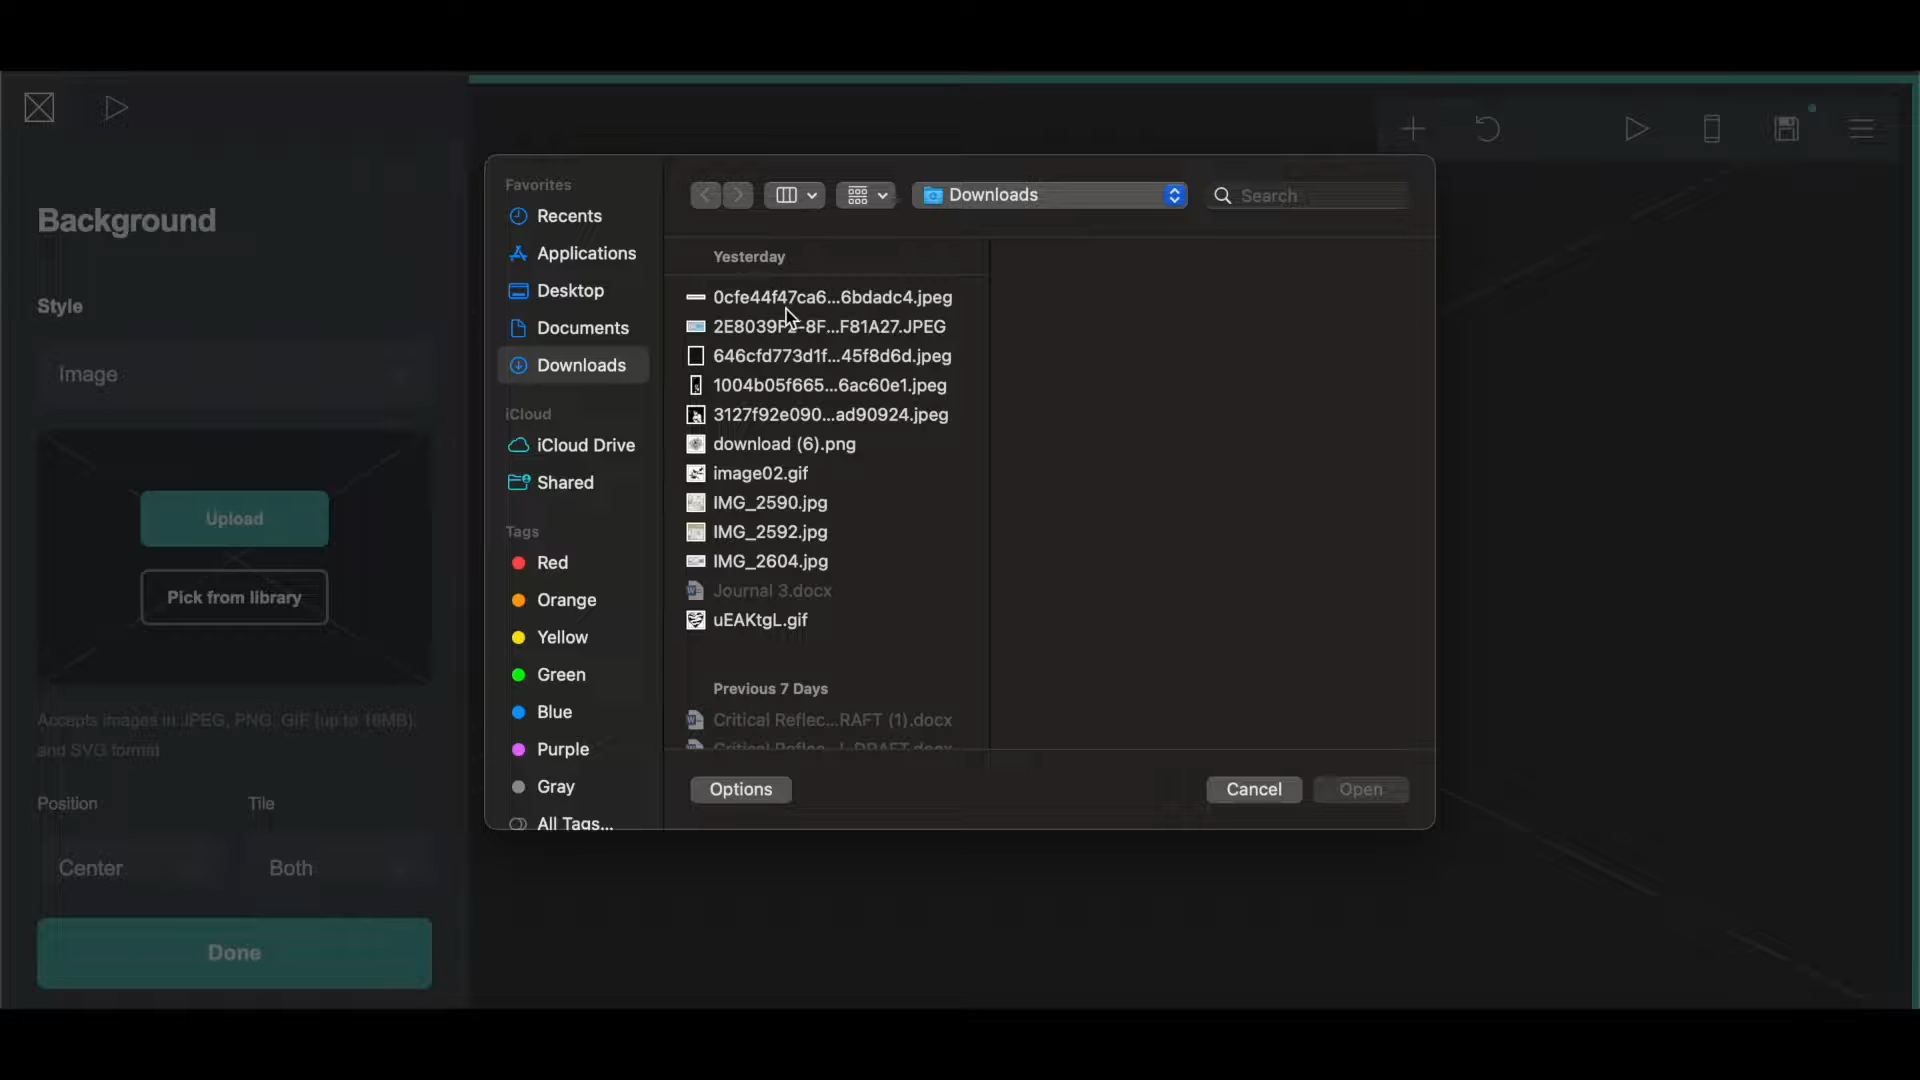 Background
Style
Image
Upload
Pick from library
Accepts images in JPEG, PNG, GIF (up to 16MB),
and SVG format
Position
Tile
Center
Both
Done
Favorites
Recents
Applications
Desktop
Documents
Downloads
iCloud
iCloud Drive
Shared
Tags
Red
Orange
Yellow
Green
Blue
Purple
Gray
All Tags...
Downloads
Search
Yesterday
0cfe44f47ca6...6bdadc4.jpeg
2E8039F2-8F...F81A27.JPEG
646cfd773d1f...45f8d6d.jpeg
1004b05f665...6ac60e1.jpeg
3127f92e090...ad90924.jpeg
download (6).png
image02.gif
IMG_2590.jpg
IMG_2592.jpg
IMG_2604.jpg
Journal 3.docx
uEAKtgL.gif
Previous 7 Days
Critical Reflec...RAFT (1).docx
Options
Cancel
Open